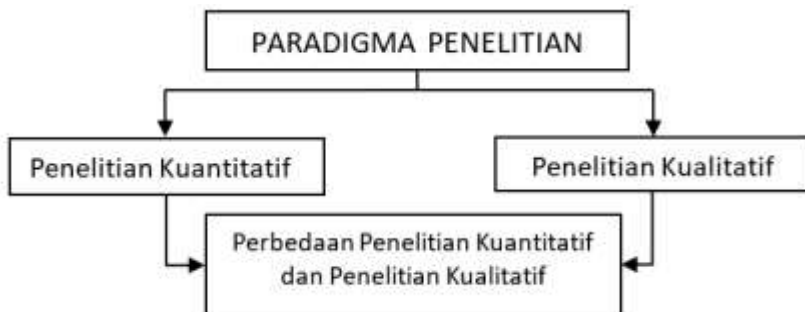 PARADIGMA PENELITIAN
Penelitian Kuantitatif
Penelitian Kualitatif
Perbedaan Penelitian Kuantitatif
dan Penelitian Kualitatif